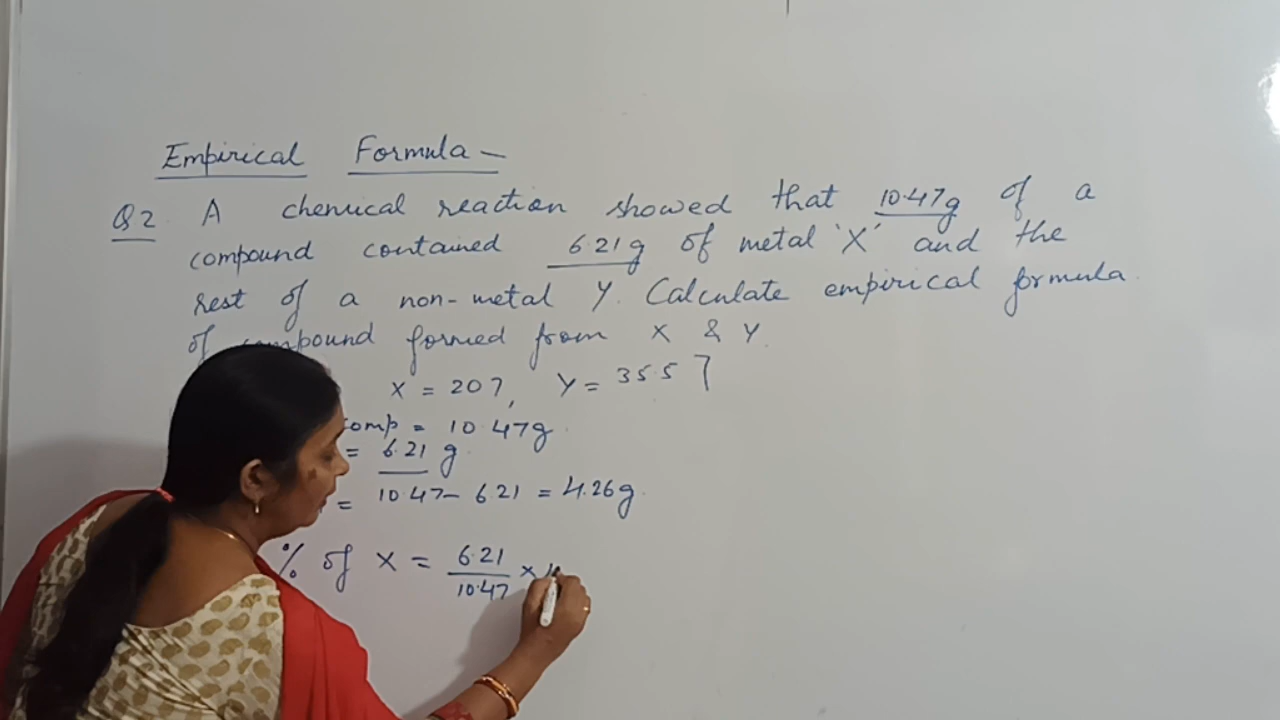 Empirical Formula -
Q2 A chemical reaction showed that 10.47g of a
compound contained 6.21g of metal 'X' and the
rest of a non-metal Y. Calculate empirical formula
of compound formed from X & Y.
X = 207, Y = 35.5]
comp = 10.47g
= 6.21 g
= 10.47 - 6.21 = 4.26g.
% of X = 6.21/10.47 ×